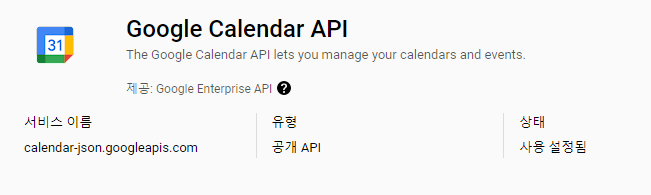 31
Google Calendar API
The Google Calendar API lets you manage your calendars and events.
제공: Google Enterprise API ?
서비스 이름
calendar-json.googleapis.com
유형
공개 API
상태
사용 설정됨